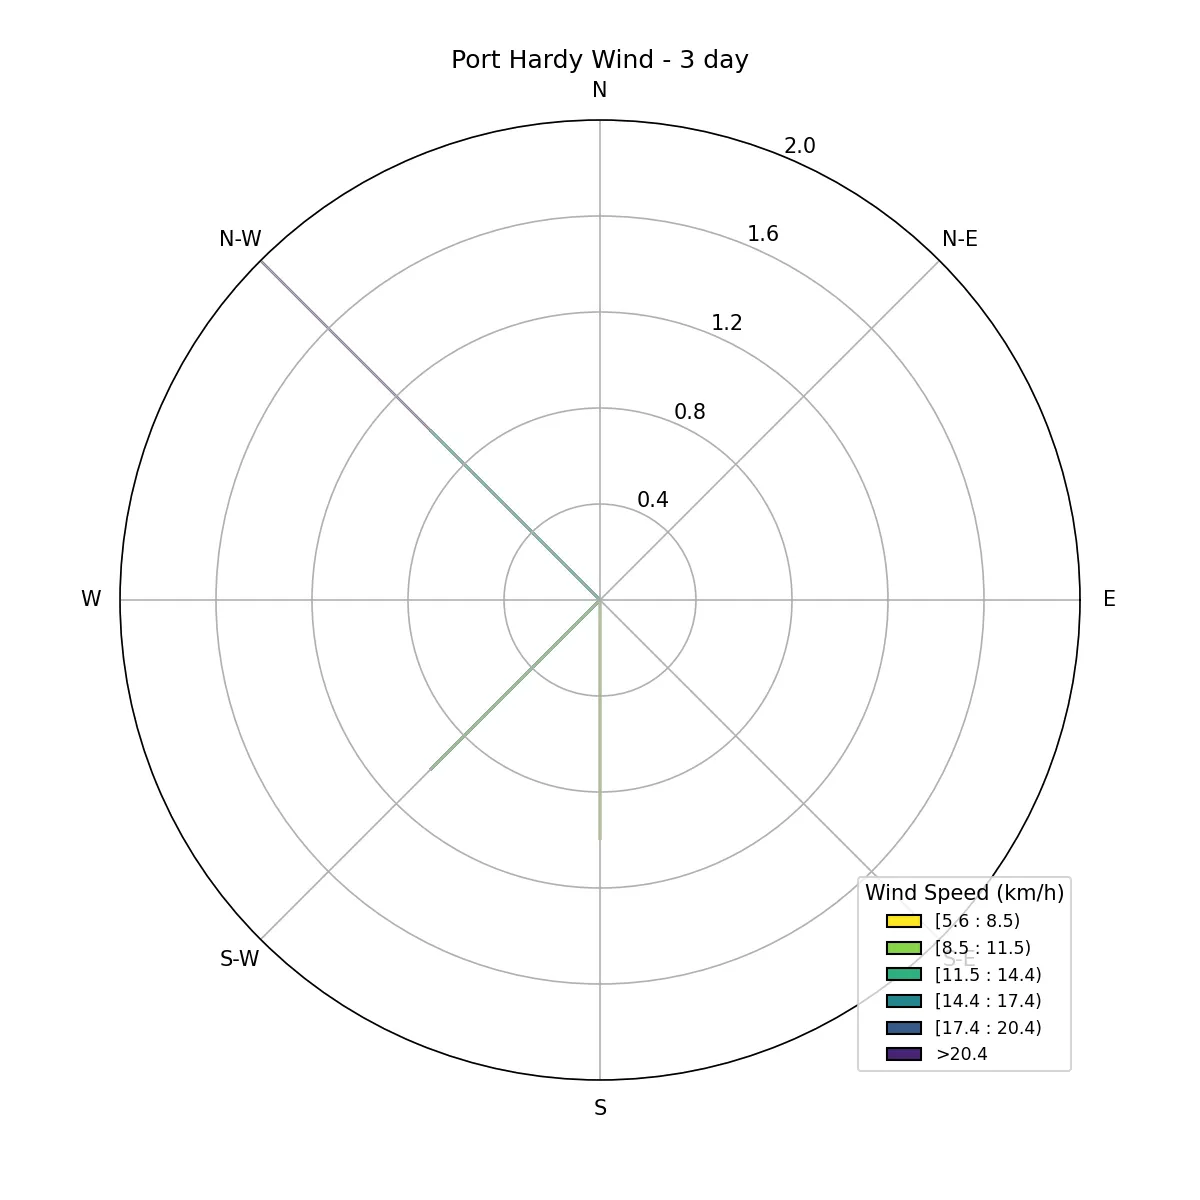 Port Hardy Wind - 3 day
N
2.0
1.6
N-W
N-E
1.2
0.8
0.4
W
E
Wind Speed (km/h)
[5.6 : 8.5)
[8.5 : 11.5)
S-W
S-E
[11.5 : 14.4)
[14.4 : 17.4)
[17.4 : 20.4)
>20.4
S